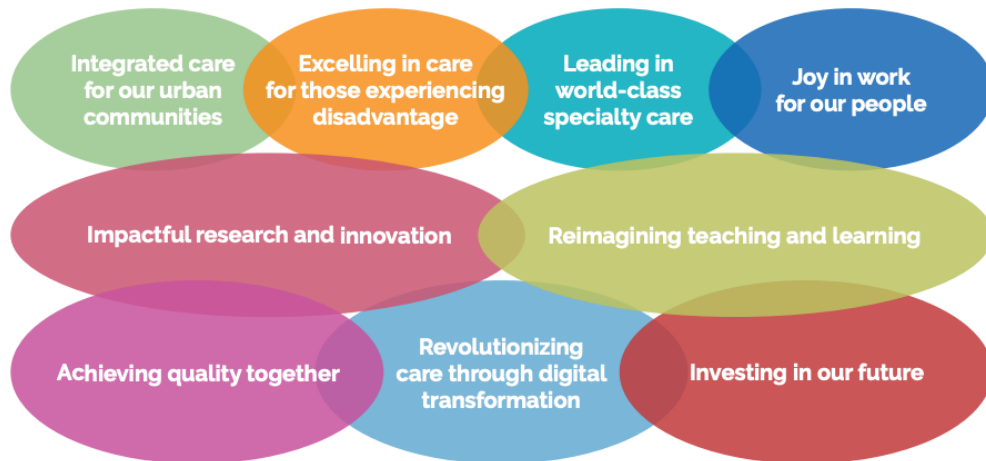 Integrated care
for our urban
communities
Excelling in care
for those experiencing
disadvantage
Leading in
world-class
specialty care
Joy in work
for our people
Impactful research and innovation
Reimagining teaching and learning
Achieving quality together
Revolutionizing
care through digital
transformation
Investing in our future